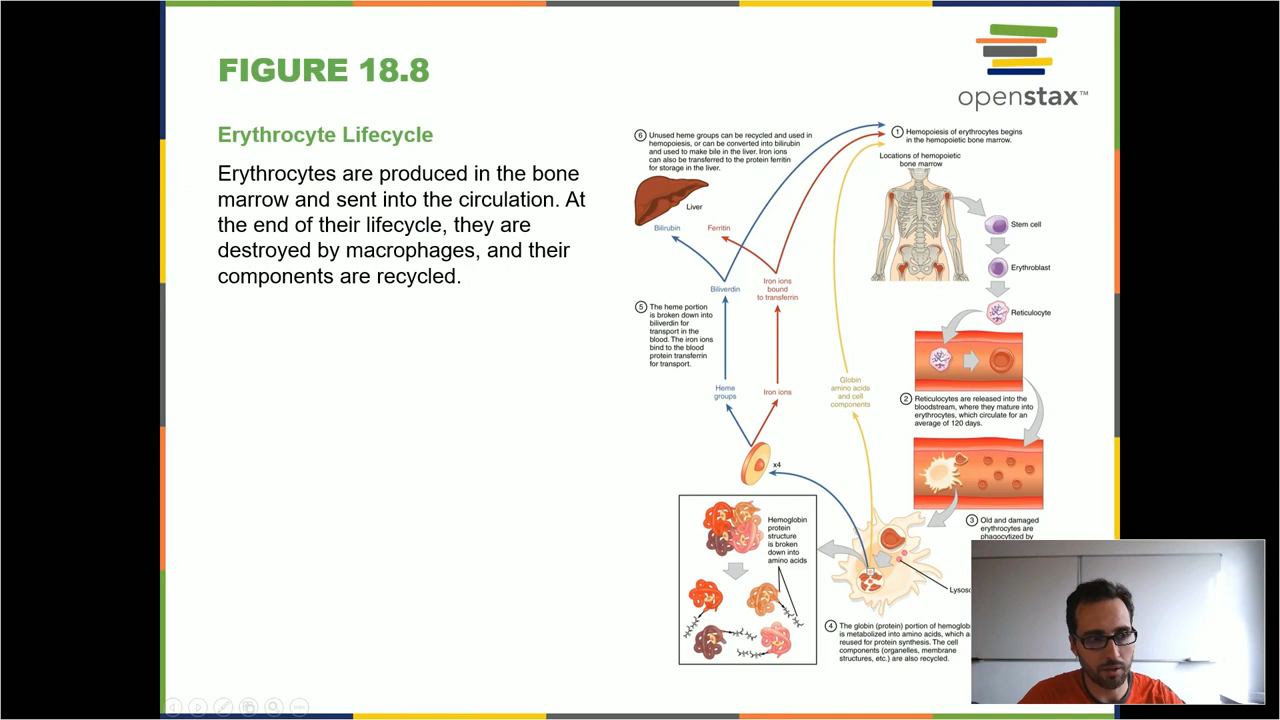 FIGURE 18.8
openstax™
Erythrocyte Lifecycle
Erythrocytes are produced in the bone
marrow and sent into the circulation. At
the end of their lifecycle, they are
destroyed by macrophages, and their
components are recycled.
1 Hemopoiesis of erythrocytes begins
in the hemopoietic bone marrow.
Locations of hemopoietic
bone marrow
Stem cell
Erythroblast
Reticulocyte
2 Reticulocytes are released into the
bloodstream, where they mature into
erythrocytes, which circulate for an
average of 120 days.
3 Old and damaged
erythrocytes are
phagocytized by
Lysoso
4 The globin (protein) portion of hemoglob
is metabolized into amino acids, which a
reused for protein synthesis. The cell
components (organelles, membrane
structures, etc.) are also recycled.
Hemoglobin
protein
structure
is broken
down into
amino acids
x4
Globin
amino acids
and cell
components
Heme
groups
Iron ions
5 The heme portion
is broken down into
biliverdin for
transport in the
blood. The iron ions
bind to the blood
protein transferrin
for transport.
Biliverdin
Iron ions
bound
to transferrin
Bilirubin
Ferritin
Liver
6 Unused heme groups can be recycled and used in
hemopoiesis, or can be converted into bilirubin
and used to make bile in the liver. Iron ions
can also be transferred to the protein ferritin
for storage in the liver.